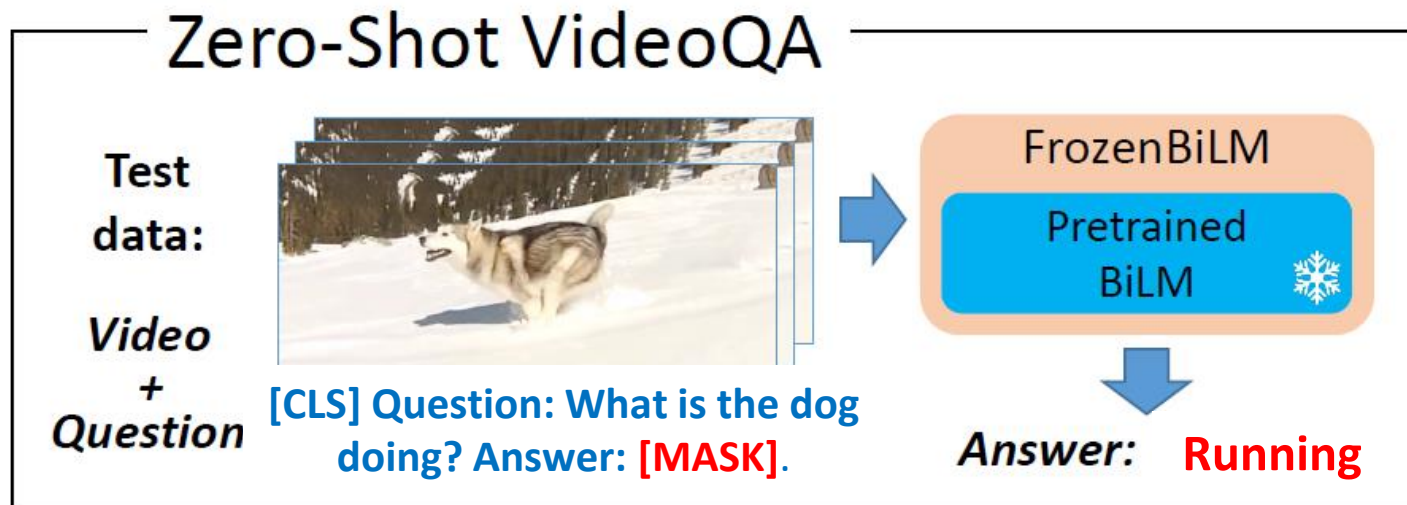 Zero-Shot VideoQA
Test
data:
Video
+
Question
[CLS] Question: What is the dog
doing? Answer: [MASK].
FrozenBiLM
Pretrained
BiLM
Answer: Running